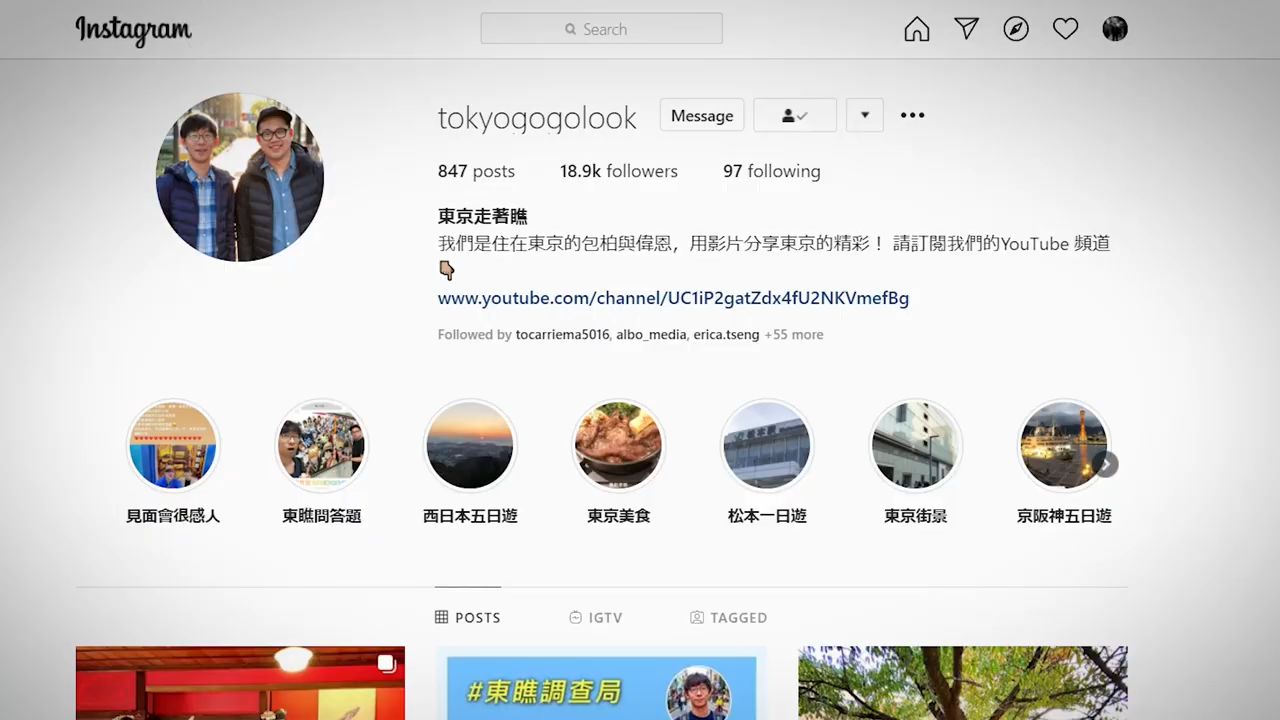 Instagram
Search
tokyogogolook
Message
847 posts 18.9k followers 97 following
東京走著瞧
我們是住在東京的包柏與偉恩，用影片分享東京的精彩！ 請訂閱我們的YouTube 頻道
👇🏽
www.youtube.com/channel/UC1iP2gatZdx4fU2NKVmefBg
Followed by tocarriema5016, albo_media, erica.tseng +55 more
見面會很感人 東瞧問答題 西日本五日遊 東京美食 松本一日遊 東京街景 京阪神五日遊
POSTS IGTV TAGGED
#東瞧調查局